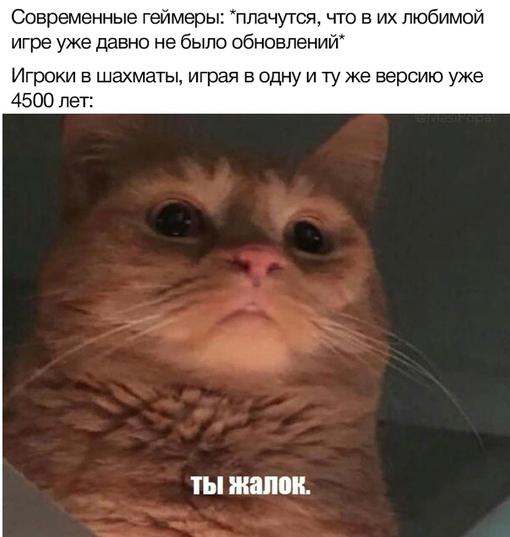 Современные геймеры: *плачутся, что в их любимой
игре уже давно не было обновлений*
Игроки в шахматы, играя в одну и ту же версию уже
4500 лет:
ты жалок.